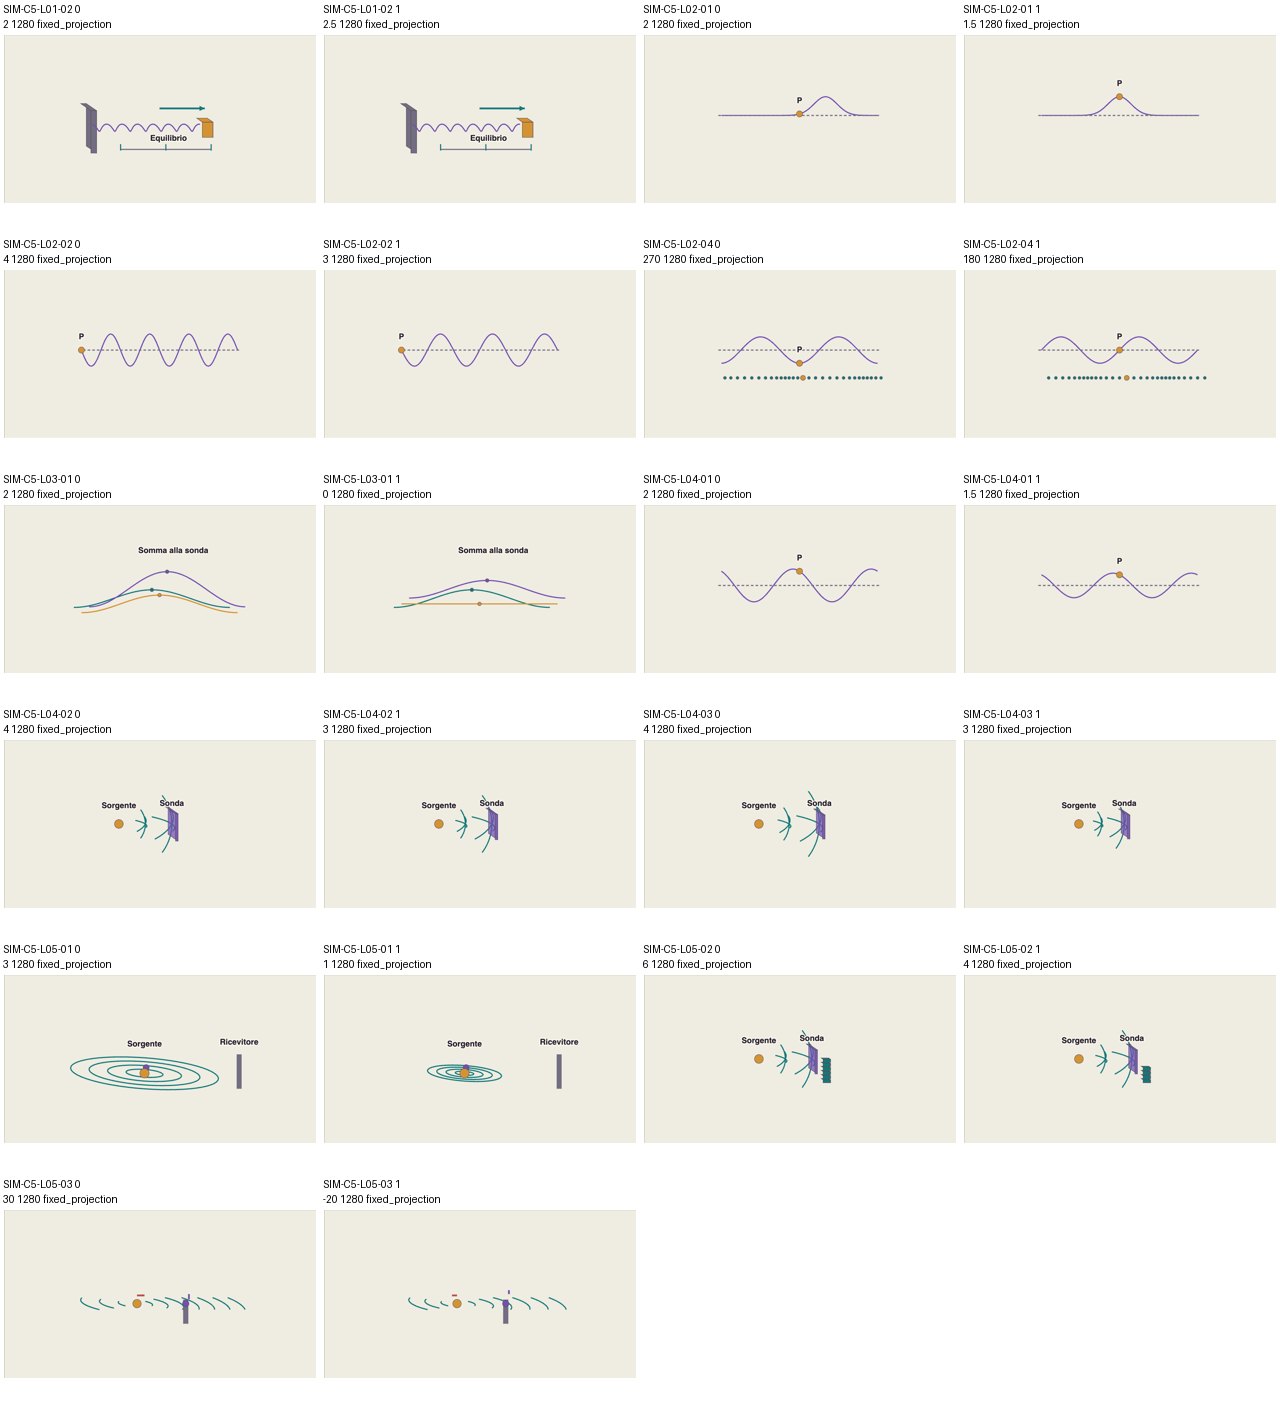 SIM-C5-L01-02 0
2 1280 fixed_projection
Equilibrio
SIM-C5-L01-02 1
2.5 1280 fixed_projection
Equilibrio
SIM-C5-L02-01 0
2 1280 fixed_projection
P
SIM-C5-L02-01 1
1.5 1280 fixed_projection
P
SIM-C5-L02-02 0
4 1280 fixed_projection
P
SIM-C5-L02-02 1
3 1280 fixed_projection
P
SIM-C5-L02-04 0
270 1280 fixed_projection
P
SIM-C5-L02-04 1
180 1280 fixed_projection
P
SIM-C5-L03-01 0
2 1280 fixed_projection
Somma alla sonda
SIM-C5-L03-01 1
0 1280 fixed_projection
Somma alla sonda
SIM-C5-L04-01 0
2 1280 fixed_projection
P
SIM-C5-L04-01 1
1.5 1280 fixed_projection
P
SIM-C5-L04-02 0
4 1280 fixed_projection
Sorgente Sonda
SIM-C5-L04-02 1
3 1280 fixed_projection
Sorgente Sonda
SIM-C5-L04-03 0
4 1280 fixed_projection
Sorgente Sonda
SIM-C5-L04-03 1
3 1280 fixed_projection
Sorgente Sonda
SIM-C5-L05-01 0
3 1280 fixed_projection
Sorgente Ricevitore
SIM-C5-L05-01 1
1 1280 fixed_projection
Sorgente Ricevitore
SIM-C5-L05-02 0
6 1280 fixed_projection
Sorgente Sonda
SIM-C5-L05-02 1
4 1280 fixed_projection
Sorgente Sonda
SIM-C5-L05-03 0
30 1280 fixed_projection
SIM-C5-L05-03 1
-20 1280 fixed_projection